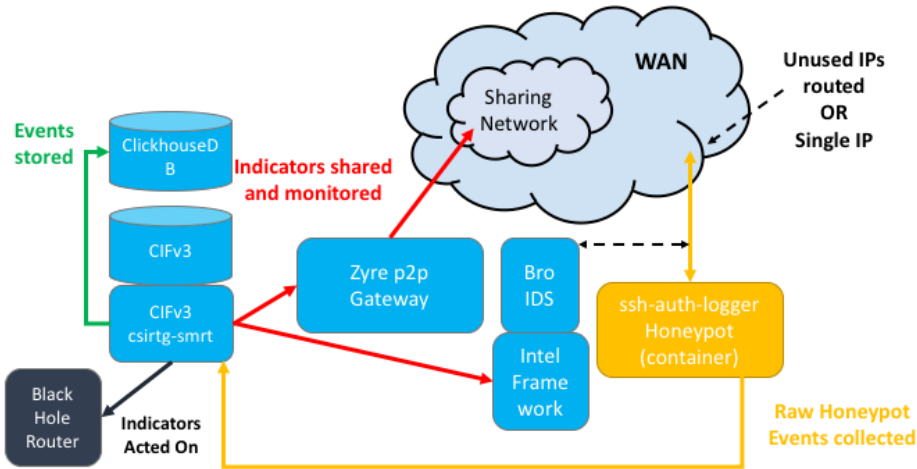 WAN
Unused IPs
routed
OR
Single IP
Sharing
Network
Events
stored
ClickhouseD
B
Indicators shared
and monitored
CIFv3
Zyre p2p
Gateway
Bro
IDS
ssh-auth-logger
Honeypot
(container)
CIFv3
csirtg-smrt
Intel
Frame
work
Black
Hole
Router
Indicators
Acted On
Raw Honeypot
Events collected